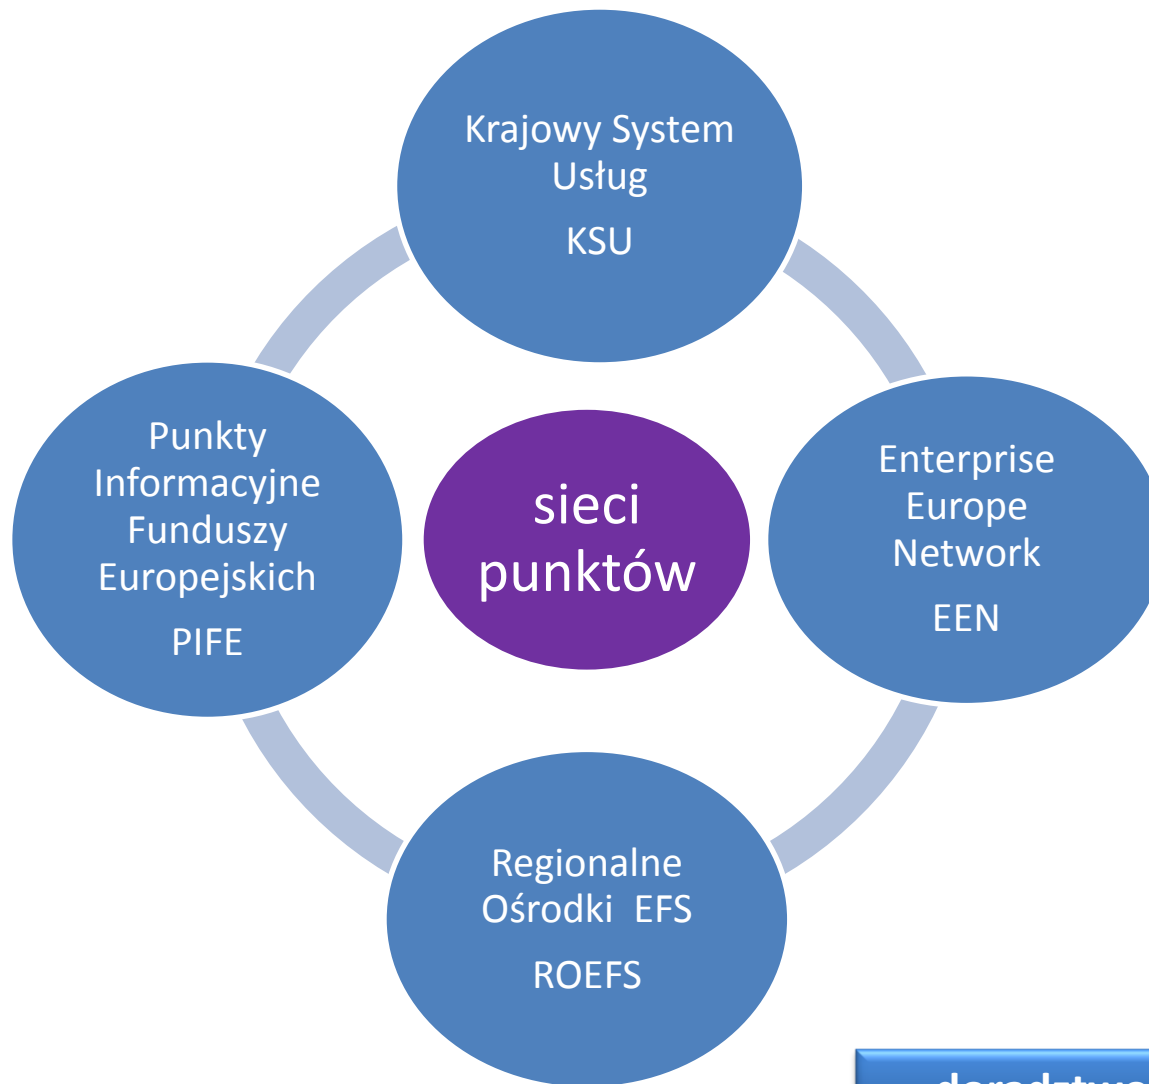 Krajowy System
Usług
KSU
Punkty
Informacyjne
Funduszy
Europejskich
PIFE
sieci
punktów
Enterprise
Europe
Network
EEN
Regionalne
Ośrodki EFS
ROEFS